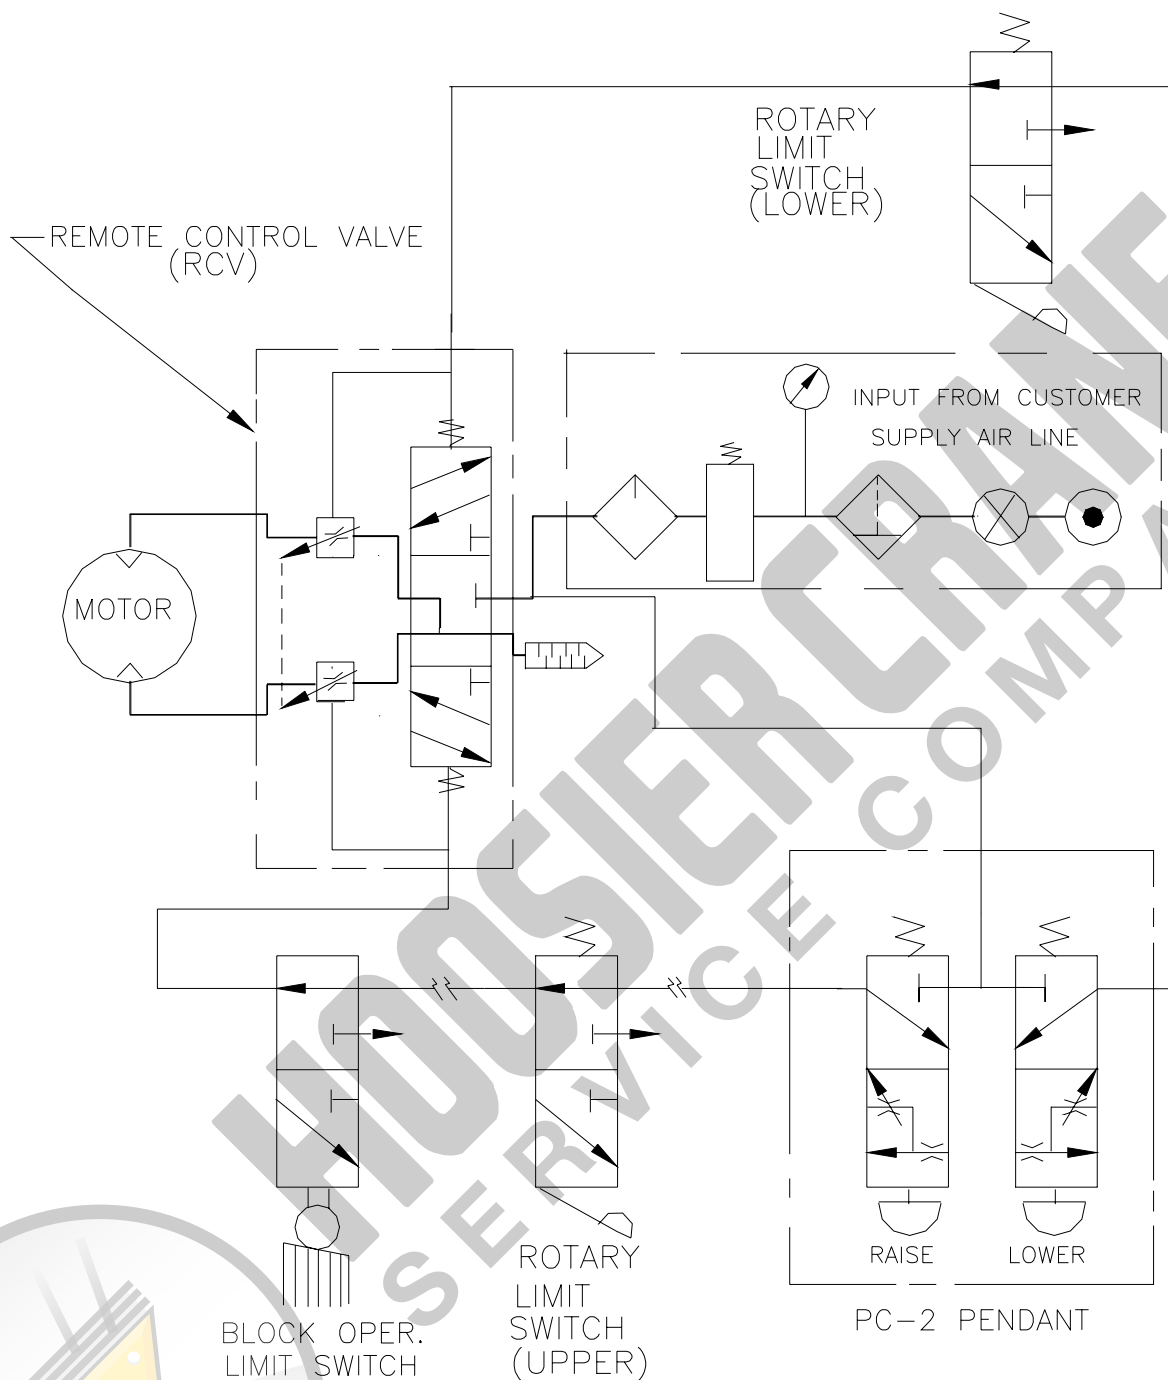 ROTARY
LIMIT
SWITCH
(LOWER)
REMOTE CONTROL VALVE
(RCV)
INPUT FROM CUSTOMER
SUPPLY AIR LINE
MOTOR
RAISE
LOWER
PC-2 PENDANT
ROTARY
LIMIT
SWITCH
(UPPER)
BLOCK OPER.
LIMIT SWITCH
HOOSIER CRANE
SERVICE COMPA